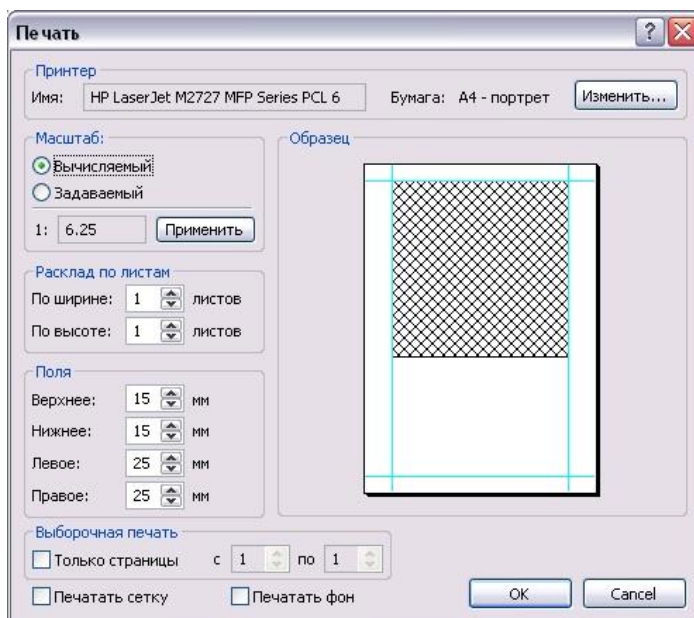 Печать
Принтер
Имя: HP LaserJet M2727 MFP Series PCL 6 Бумага: A4 - портрет Изменить...
Масштаб:
Вычисляемый
Задаваемый
1: 6.25 Применить
Образец
Расклад по листам
По ширине: 1 листов
По высоте: 1 листов
Поля
Верхнее: 15 мм
Нижнее: 15 мм
Левое: 25 мм
Правое: 25 мм
Выборочная печать
Только страницы с 1 по 1
Печатать сетку Печатать фон OK Cancel